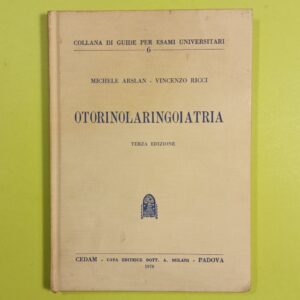 COLLANA DI GUIDE PER ESAMI UNIVERSITARI
6
MICHELE ARSLAN - VINCENZO RICCI
OTORINOLARINGOIATRIA
TERZA EDIZIONE
CEDAM - CASA EDITRICE DOTT. A. MILANI - PADOVA